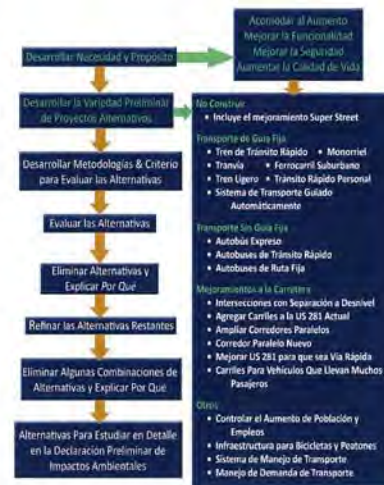 Desarrollar Necesidad y Propósito
Acomodar al Aumento
Mejorar la Funcionalidad
Mejorar la Seguridad
Aumentar la Calidad de Vida
Desarrollar la Variedad Preliminar
de Proyectos Alternativos
Desarrollar Metodologías & Criterio
para Evaluar las Alternativas
Evaluar las Alternativas
Eliminar Alternativas y
Explicar Por Qué
Refinar las Alternativas Restantes
Eliminar Algunas Combinaciones de
Alternativas y Explicar Por Qué
Alternativas Para Estudiar en Detalle
en la Declaración Preliminar de
Impactos Ambientales
No Construir
• Incluye el mejoramiento Super Street
Transporte de Guía Fija
• Tren de Tránsito Rápido • Monorriel
• Tranvía • Ferrocarril Suburbano
• Tren Ligero • Tránsito Rápido Personal
• Sistema de Transporte Guiado
Automáticamente
Transporte Sin Guía Fija
• Autobús Expreso
• Autobuses de Tránsito Rápido
• Autobuses de Ruta Fija
Mejoramientos a la Carretera
• Intersecciones con Separación a Desnivel
• Agregar Carriles a la US 281 Actual
• Ampliar Corredores Paralelos
• Corredor Paralelo Nuevo
• Mejorar US 281 para que sea Vía Rápida
• Carriles Para Vehículos Que Llevan Muchos
Pasajeros
Otros
• Controlar el Aumento de Población y
Empleos
• Infraestructura para Bicicletas y Peatones
• Sistema de Manejo de Transporte
• Manejo de Demanda de Transporte